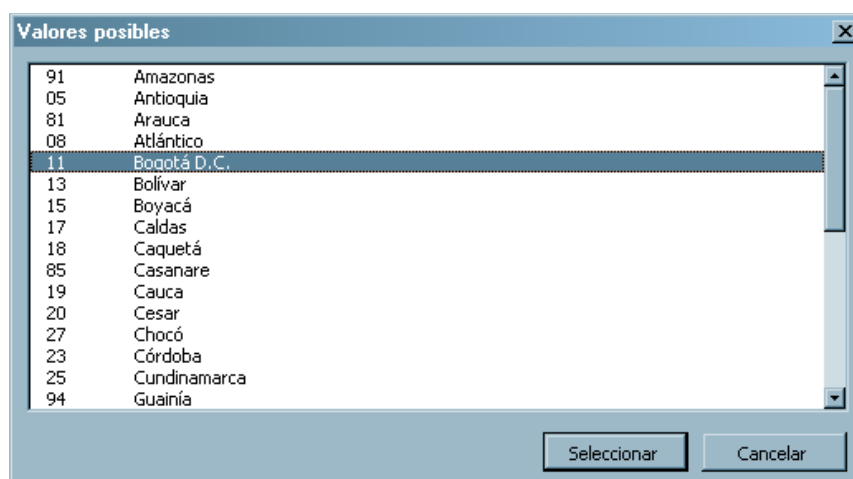 Valores posibles
91 Amazonas
05 Antioquia
81 Arauca
08 Atlántico
11 Bogotá D.C.
13 Bolívar
15 Boyacá
17 Caldas
18 Caquetá
85 Casanare
19 Cauca
20 Cesar
27 Chocó
23 Córdoba
25 Cundinamarca
94 Guainía
Seleccionar Cancelar